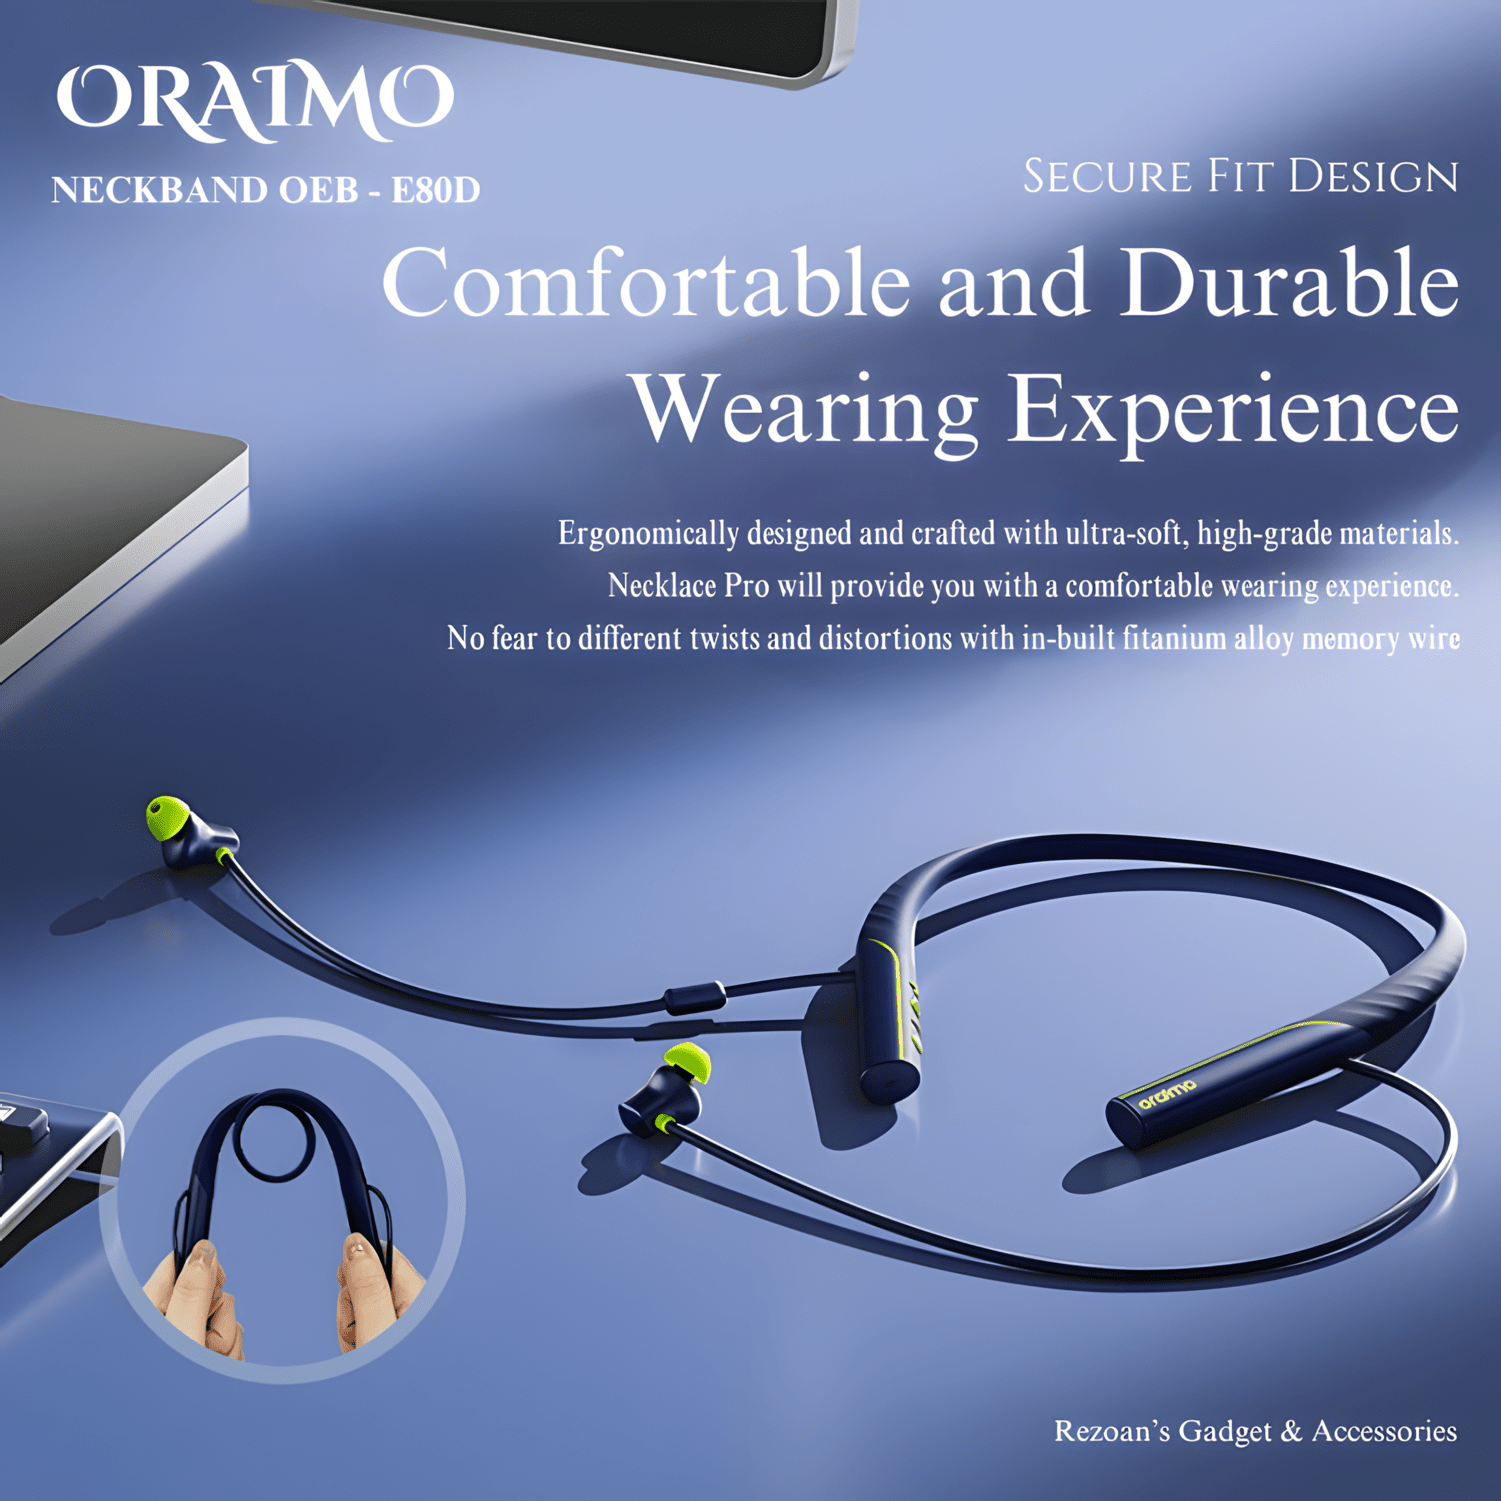 ORAIMO
NECKBAND OEB - E80D
SECURE FIT DESIGN
Comfortable and Durable
Wearing Experience
Ergonomically designed and crafted with ultra-soft, high-grade materials.
Necklace Pro will provide you with a comfortable wearing experience.
No fear to different twists and distortions with in-built fitanium alloy memory wire
oraimo
Rezoan's Gadget & Accessories